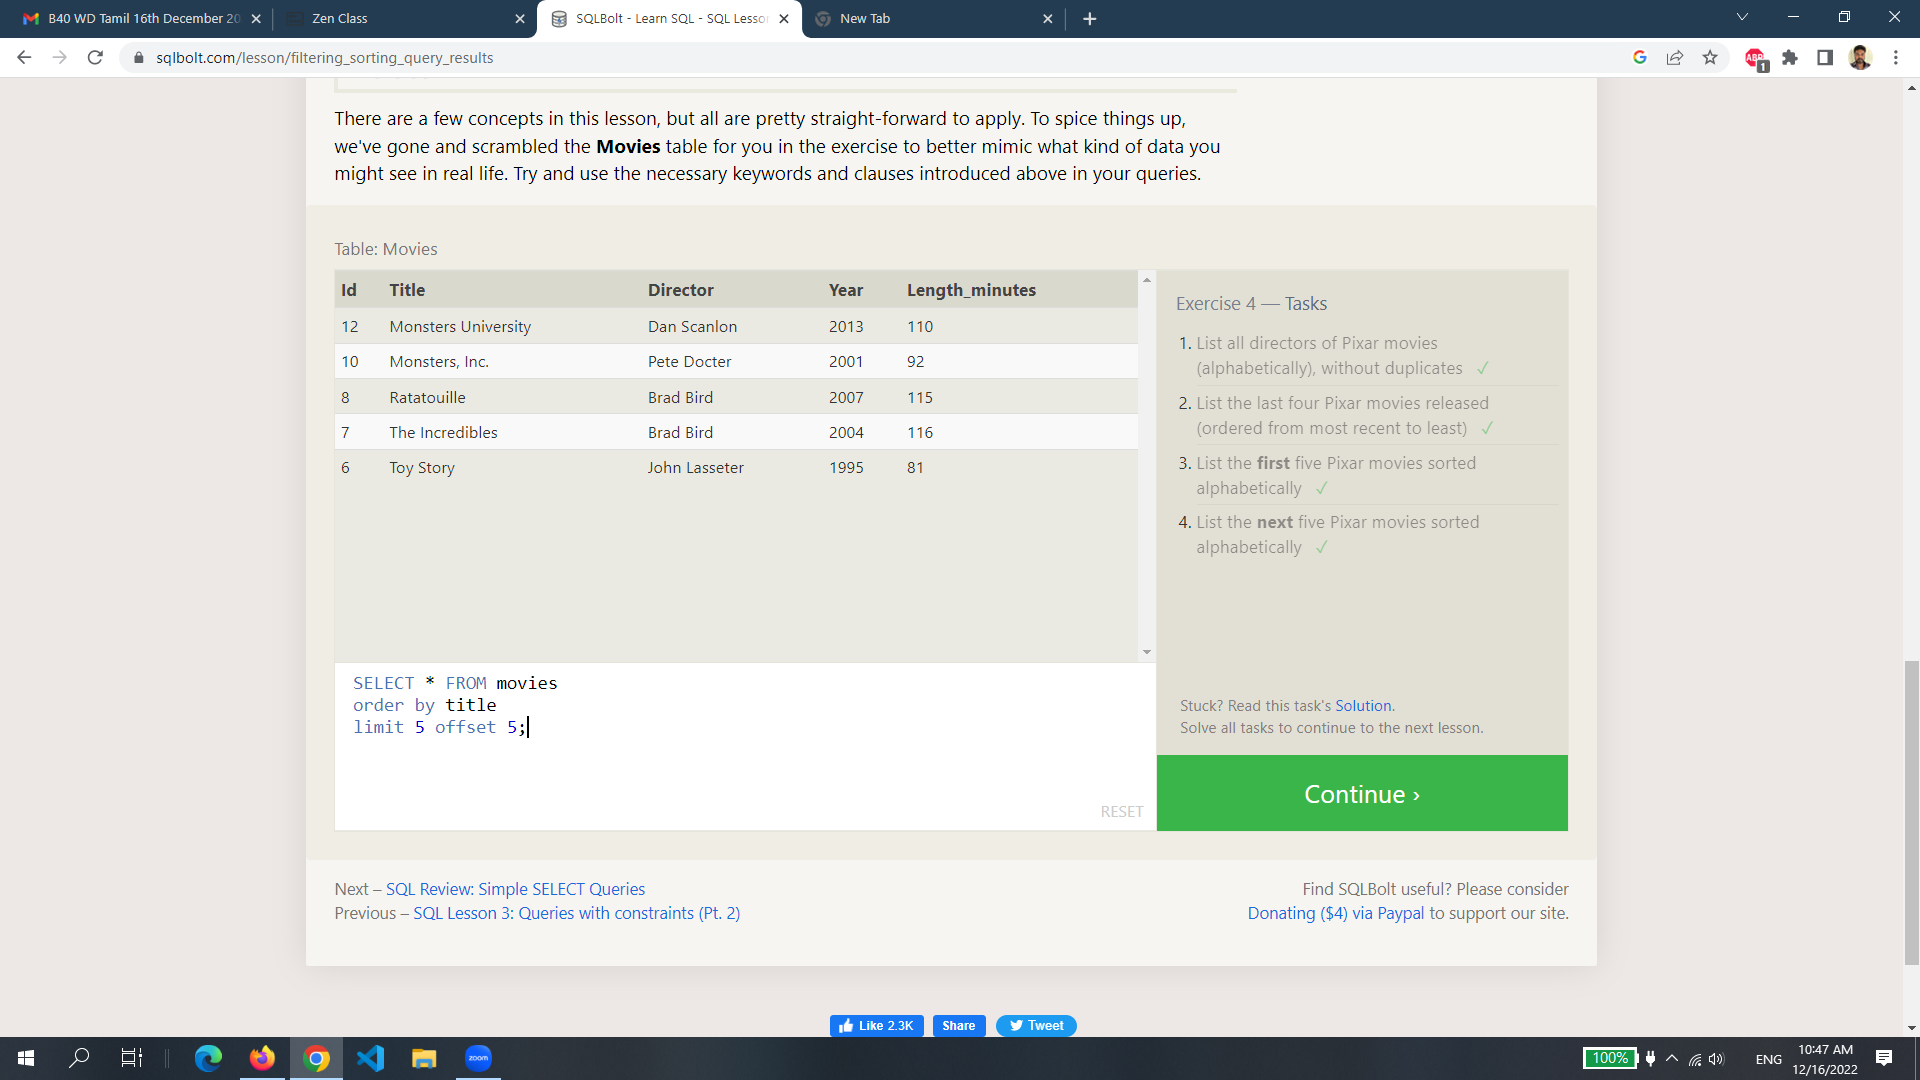 B40 WD Tamil 16th December 20
Zen Class
SQLBolt - Learn SQL - SQL Lesso
New Tab
sqlbolt.com/lesson/filtering_sorting_query_results
ABP
1
There are a few concepts in this lesson, but all are pretty straight-forward to apply. To spice things up,
we've gone and scrambled the Movies table for you in the exercise to better mimic what kind of data you
might see in real life. Try and use the necessary keywords and clauses introduced above in your queries.
Table: Movies
Id Title Director Year Length_minutes
12 Monsters University Dan Scanlon 2013 110
10 Monsters, Inc. Pete Docter 2001 92
8 Ratatouille Brad Bird 2007 115
7 The Incredibles Brad Bird 2004 116
6 Toy Story John Lasseter 1995 81
SELECT * FROM movies
order by title
limit 5 offset 5;
RESET
Exercise 4 — Tasks
1. List all directors of Pixar movies
(alphabetically), without duplicates ✓
2. List the last four Pixar movies released
(ordered from most recent to least) ✓
3. List the first five Pixar movies sorted
alphabetically ✓
4. List the next five Pixar movies sorted
alphabetically ✓
Stuck? Read this task's Solution.
Solve all tasks to continue to the next lesson.
Continue ›
Next – SQL Review: Simple SELECT Queries
Previous – SQL Lesson 3: Queries with constraints (Pt. 2)
Find SQLBolt useful? Please consider
Donating ($4) via Paypal to support our site.
Like 2.3K
Share
Tweet
zoom
100%
ENG
10:47 AM
12/16/2022